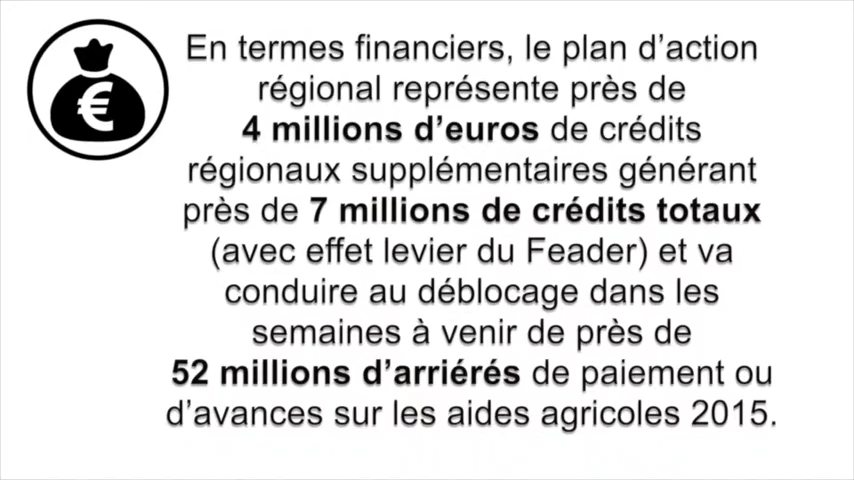 En termes financiers, le plan d’action
régional représente près de
4 millions d’euros de crédits
régionaux supplémentaires générant
près de 7 millions de crédits totaux
(avec effet levier du Feader) et va
conduire au déblocage dans les
semaines à venir de près de
52 millions d’arriérés de paiement ou
d’avances sur les aides agricoles 2015.